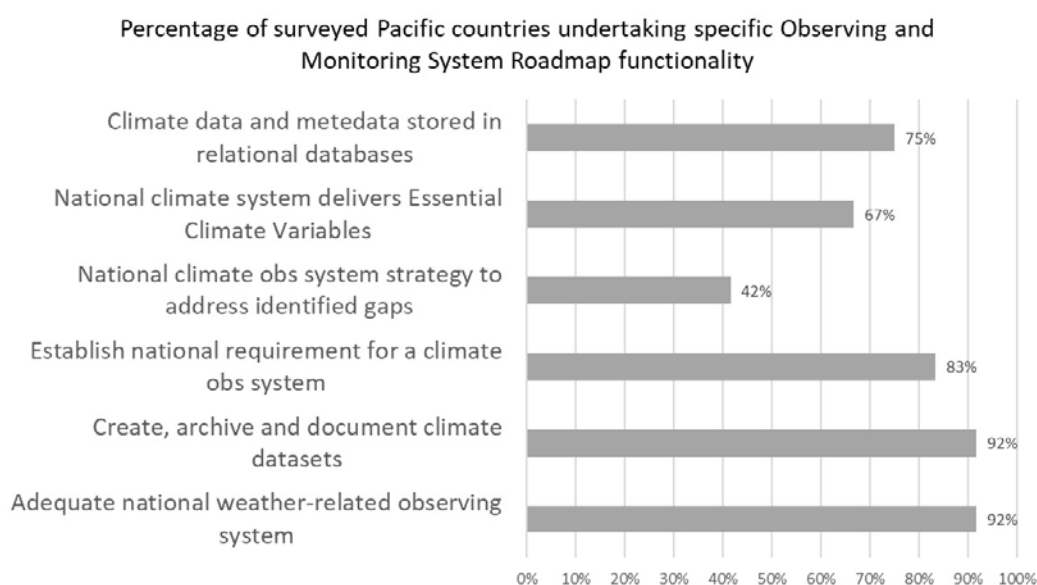 Percentage of surveyed Pacific countries undertaking specific Observing and
Monitoring System Roadmap functionality
Climate data and metedata stored in
relational databases
75%
National climate system delivers Essential
Climate Variables
67%
National climate obs system strategy to
address identified gaps
42%
Establish national requirement for a climate
obs system
83%
Create, archive and document climate
datasets
92%
Adequate national weather-related observing
system
92%
0% 10% 20% 30% 40% 50% 60% 70% 80% 90% 100%